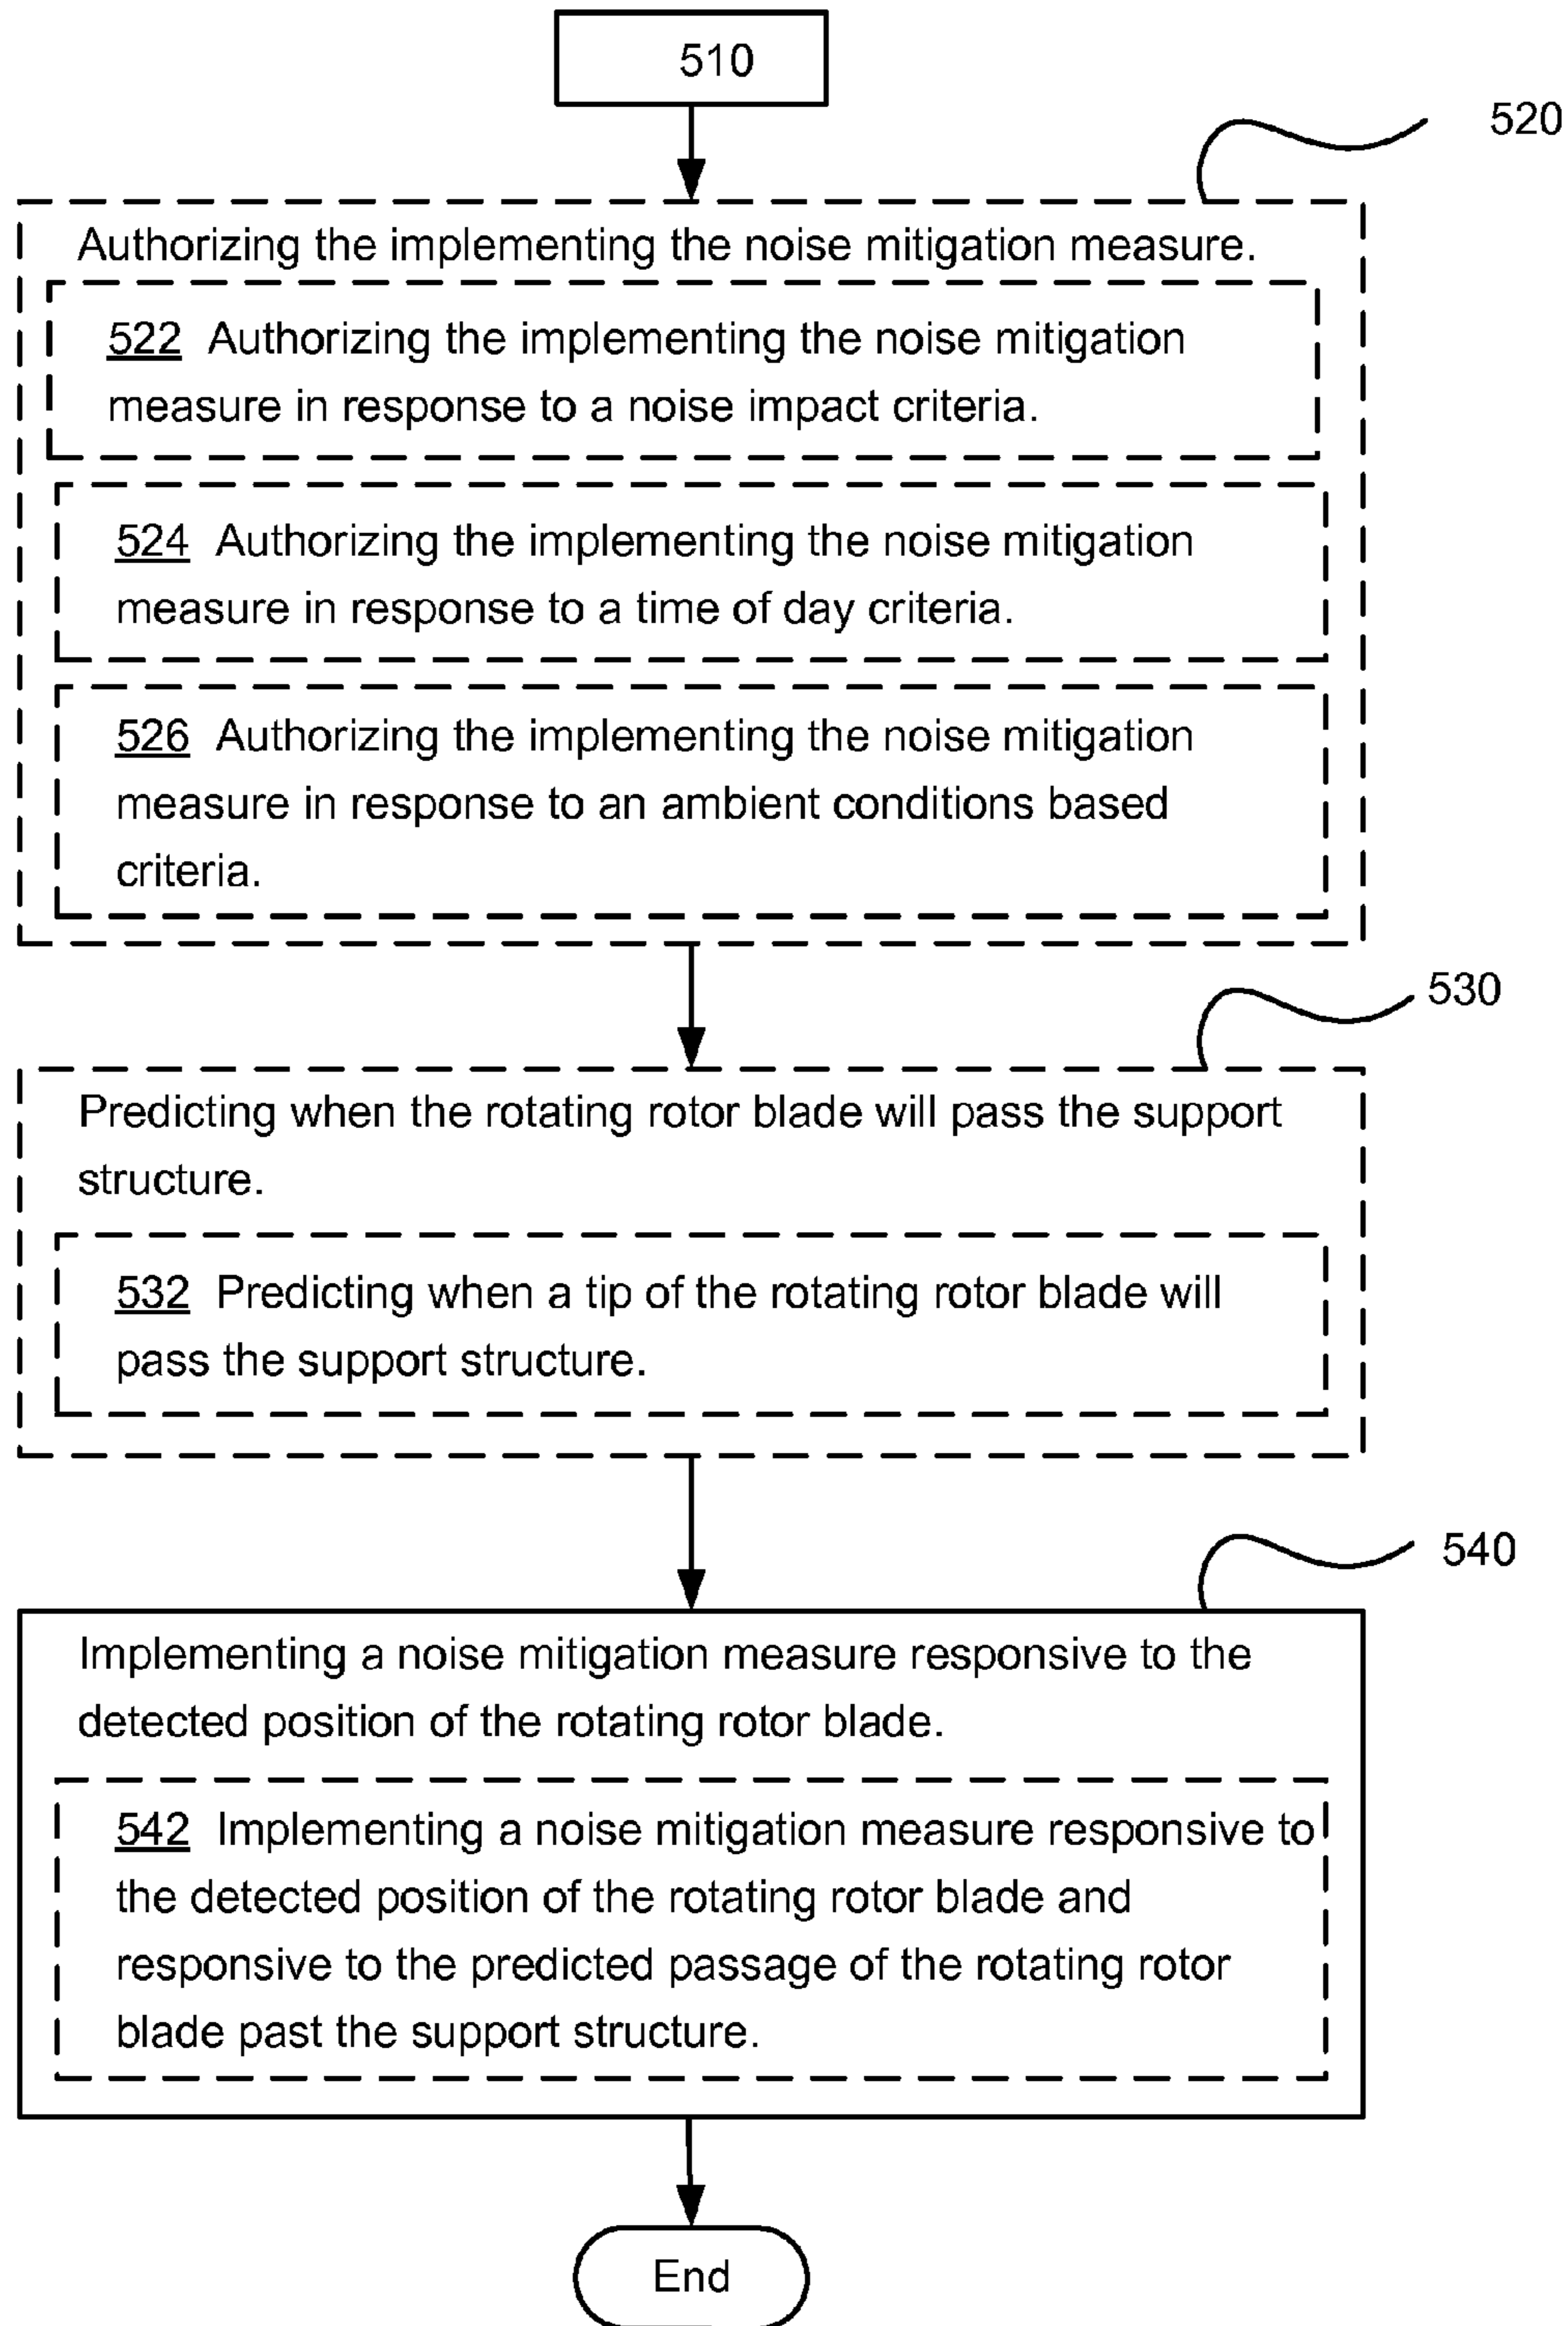 510
520
Authorizing the implementing the noise mitigation measure.
522 Authorizing the implementing the noise mitigation
measure in response to a noise impact criteria.
524 Authorizing the implementing the noise mitigation
measure in response to a time of day criteria.
526 Authorizing the implementing the noise mitigation
measure in response to an ambient conditions based
criteria.
530
Predicting when the rotating rotor blade will pass the support
structure.
532 Predicting when a tip of the rotating rotor blade will
pass the support structure.
540
Implementing a noise mitigation measure responsive to the
detected position of the rotating rotor blade.
542 Implementing a noise mitigation measure responsive to
the detected position of the rotating rotor blade and
responsive to the predicted passage of the rotating rotor
blade past the support structure.
End